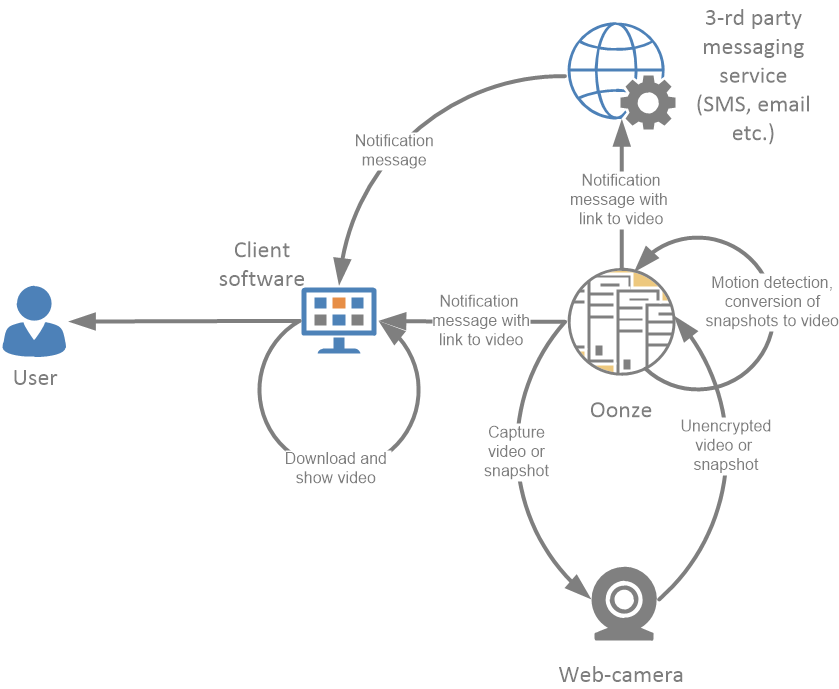 3-rd party
messaging
service
(SMS, email
etc.)
Notification
message
Notification
message with
link to video
Client
software
Notification
message with
link to video
Motion detection,
conversion of
snapshots to video
User
Oonze
Download and
show video
Capture
video or
snapshot
Unencrypted
video or
snapshot
Web-camera